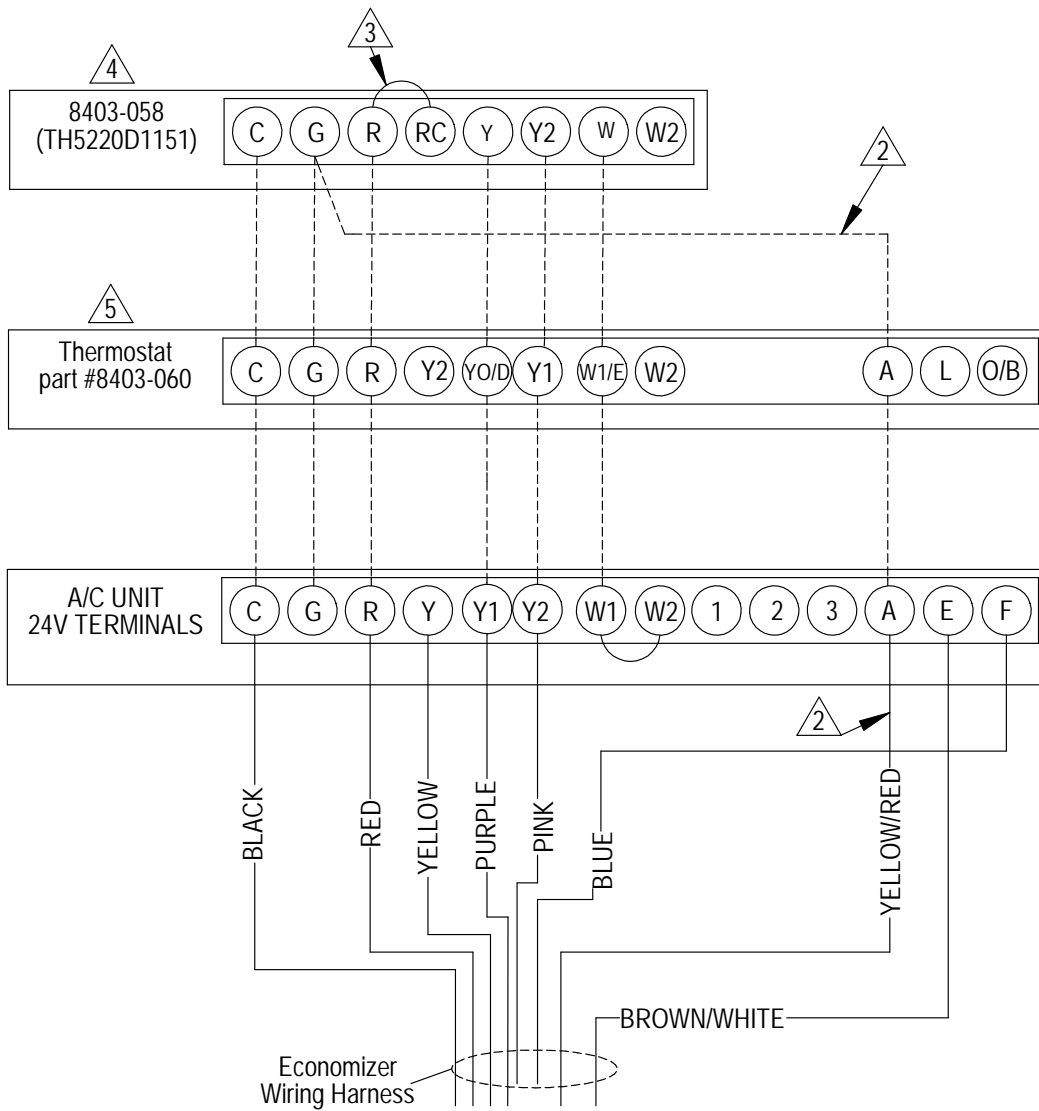 3
4
8403-058
(TH5220D1151)
C G R RC Y Y2 W W2
2
5
Thermostat
part #8403-060
C G R Y2 YO/D Y1 W1/E W2 A L O/B
A/C UNIT
24V TERMINALS
C G R Y Y1 Y2 W1 W2 1 2 3 A E F
2
BLACK
RED
YELLOW
PURPLE
PINK
BLUE
YELLOW/RED
BROWN/WHITE
Economizer
Wiring Harness